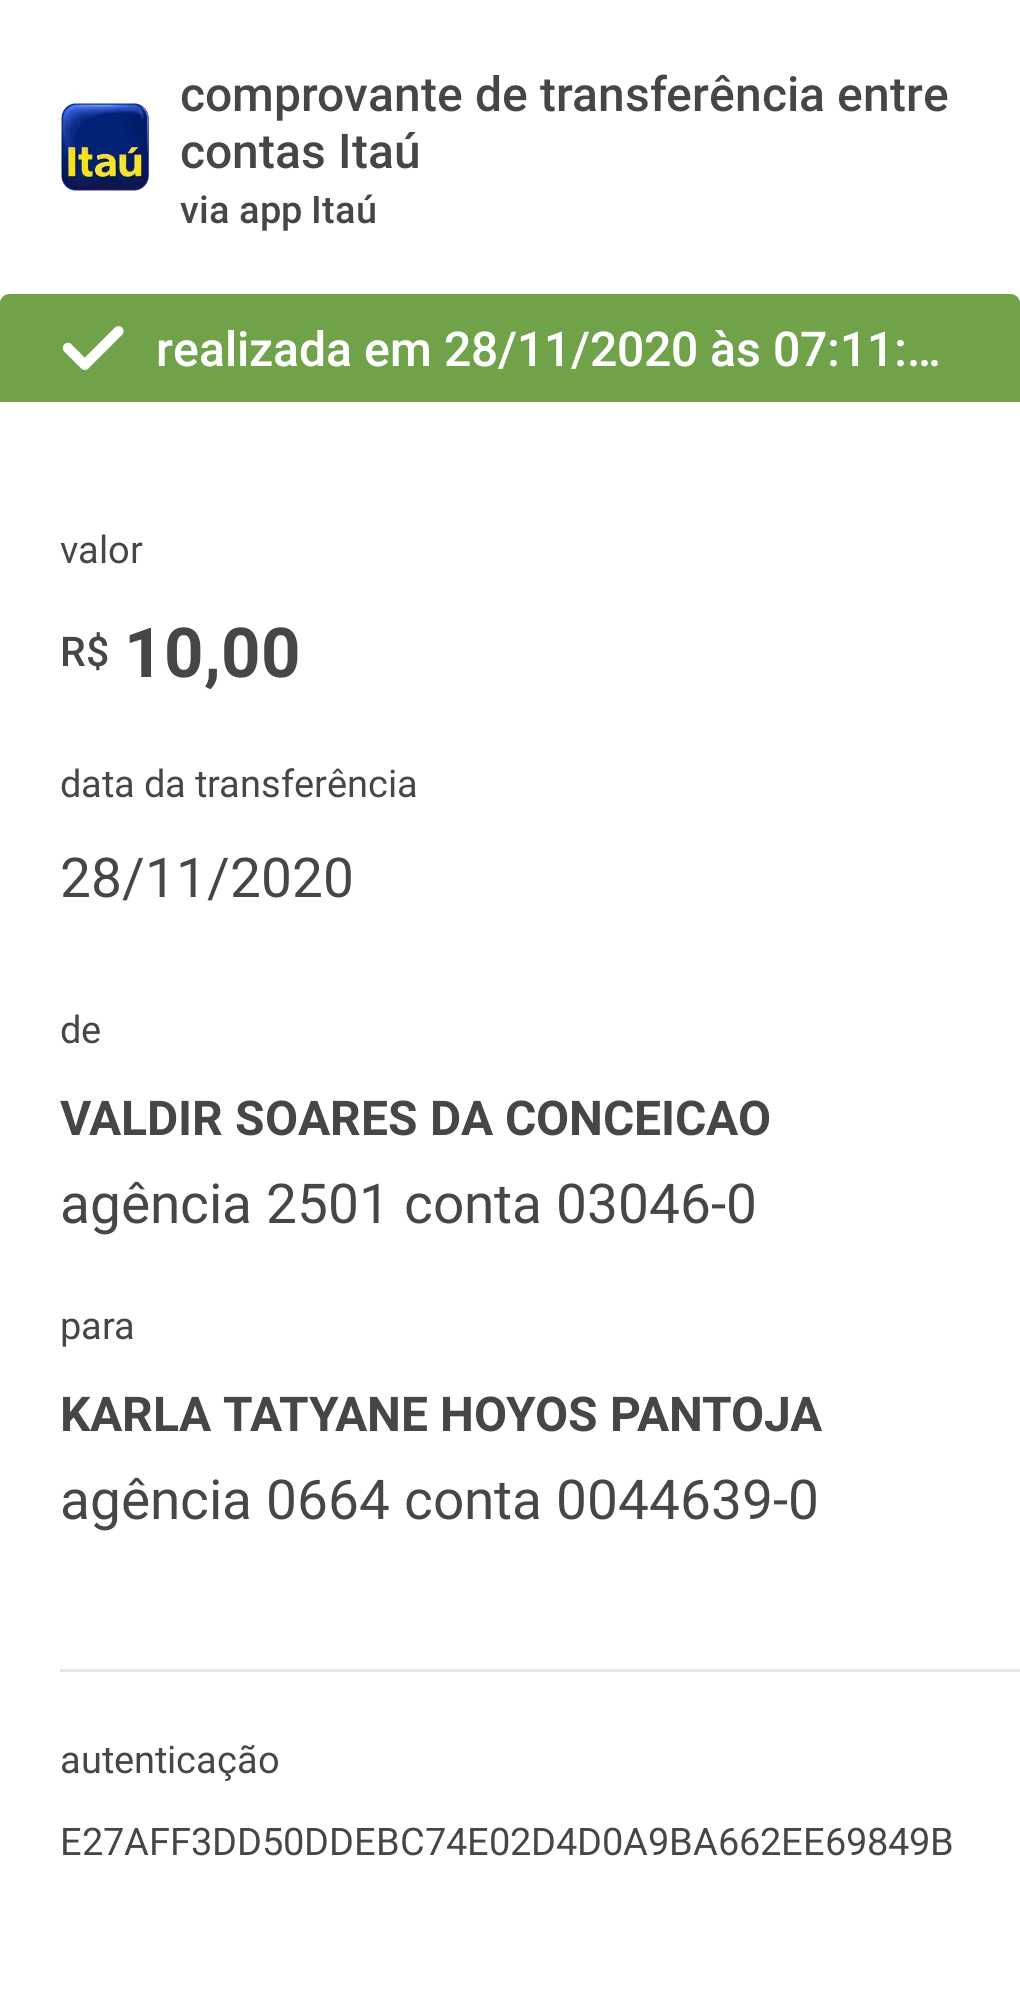 Itaú
comprovante de transferência entre
contas Itaú
via app Itaú
realizada em 28/11/2020 às 07:11:...
valor
R$ 10,00
data da transferência
28/11/2020
de
VALDIR SOARES DA CONCEICAO
agência 2501 conta 03046-0
para
KARLA TATYANE HOYOS PANTOJA
agência 0664 conta 0044639-0
autenticação
E27AFF3DD50DDEBC74E02D4D0A9BA662EE69849B